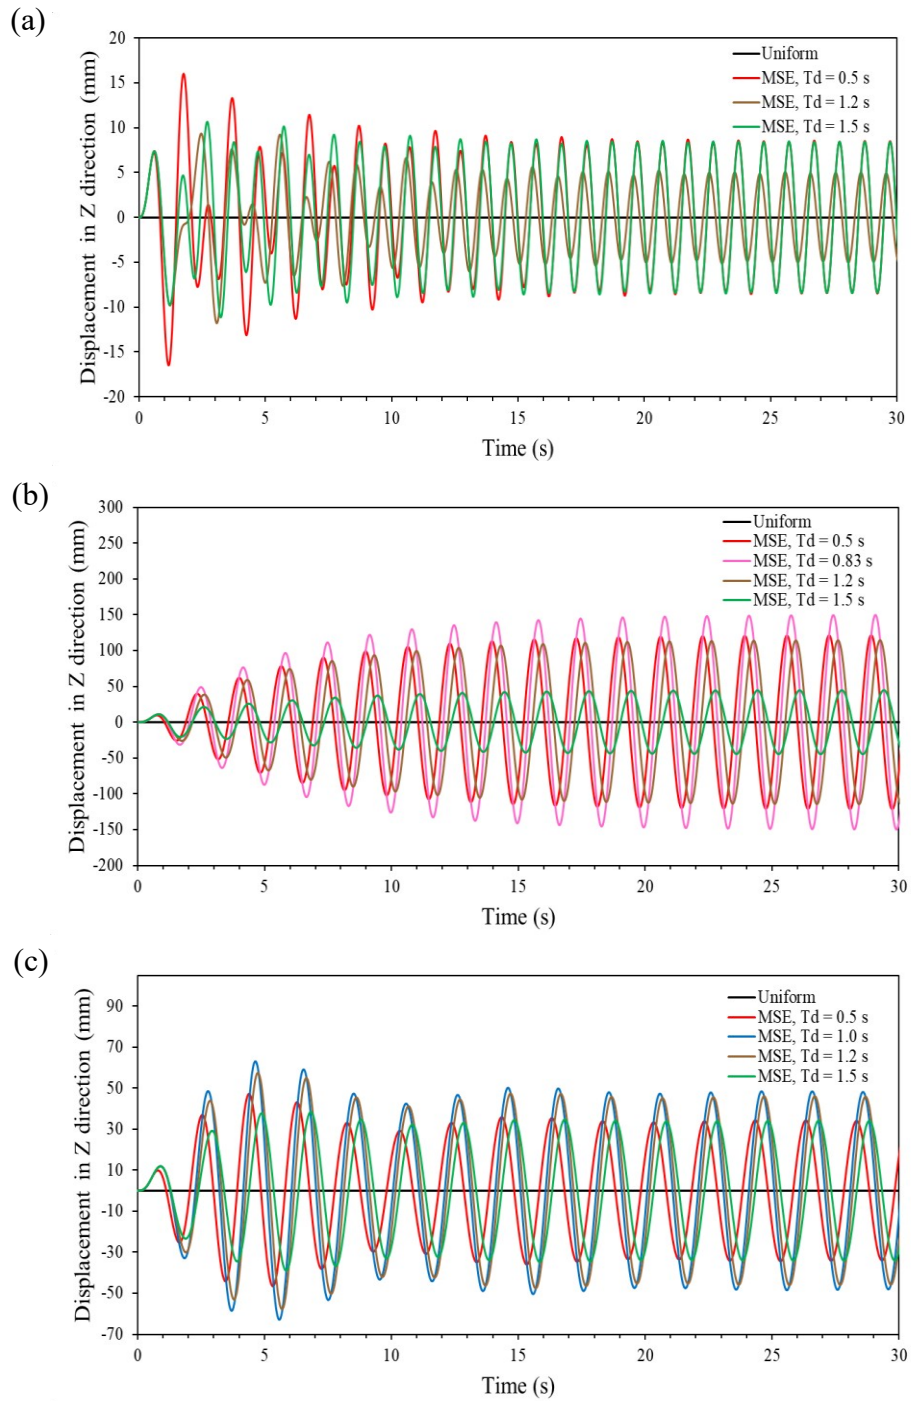 (a)
Displacement in Z direction (mm)
20
15
10
5
0
-5
-10
-15
-20
Uniform
MSE, Td = 0.5 s
MSE, Td = 1.2 s
MSE, Td = 1.5 s
0 5 10 15 20 25 30
Time (s)
(b)
Displacement in Z direction (mm)
300
250
200
150
100
50
0
-50
-100
-150
-200
Uniform
MSE, Td = 0.5 s
MSE, Td = 0.83 s
MSE, Td = 1.2 s
MSE, Td = 1.5 s
0 5 10 15 20 25 30
Time (s)
(c)
Displacement in Z direction (mm)
90
70
50
30
10
-10
-30
-50
-70
Uniform
MSE, Td = 0.5 s
MSE, Td = 1.0 s
MSE, Td = 1.2 s
MSE, Td = 1.5 s
0 5 10 15 20 25 30
Time (s)